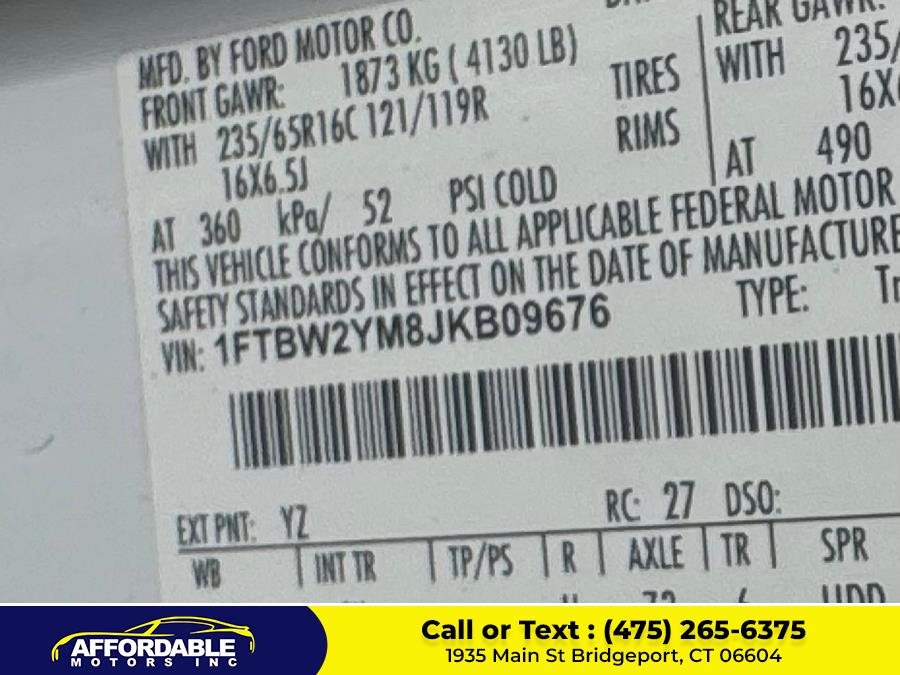 MFD. BY FORD MOTOR CO.
FRONT GAWR: 1873 KG ( 4130 LB)
WITH 235/65R16C 121/119R TIRES
16X6.5J RIMS
AT 360 kPa/ 52 PSI COLD
REAR GAWR:
WITH 235/
AT 490
THIS VEHICLE CONFORMS TO ALL APPLICABLE FEDERAL MOTOR
SAFETY STANDARDS IN EFFECT ON THE DATE OF MANUFACTURE
VIN: 1FTBW2YM8JKB09676 TYPE:
EXT PNT: YZ RC: 27 DSO:
WB INT TR TP/PS R AXLE TR SPR
AFFORDABLE
MOTORS INC
Call or Text : (475) 265-6375
1935 Main St Bridgeport, CT 06604